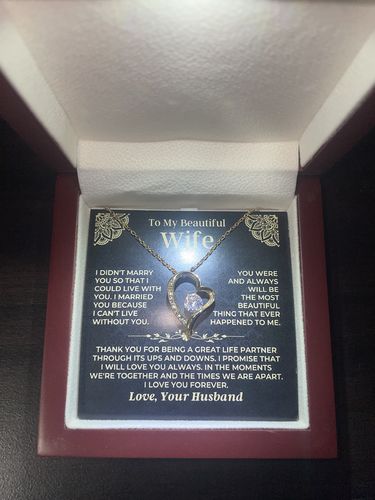 To My Beautiful
Wife
I DIDN'T MARRY
YOU SO THAT I
COULD LIVE WITH
YOU. I MARRIED
YOU BECAUSE
I CAN'T LIVE
WITHOUT YOU.
YOU WERE
AND ALWAYS
WILL BE
THE MOST
BEAUTIFUL
THING THAT EVER
HAPPENED TO ME.
THANK YOU FOR BEING A GREAT LIFE PARTNER
THROUGH ITS UPS AND DOWNS. I PROMISE THAT
I WILL LOVE YOU ALWAYS. IN THE MOMENTS
WE'RE TOGETHER AND THE TIMES WE ARE APART.
I LOVE YOU FOREVER.
Love, Your Husband